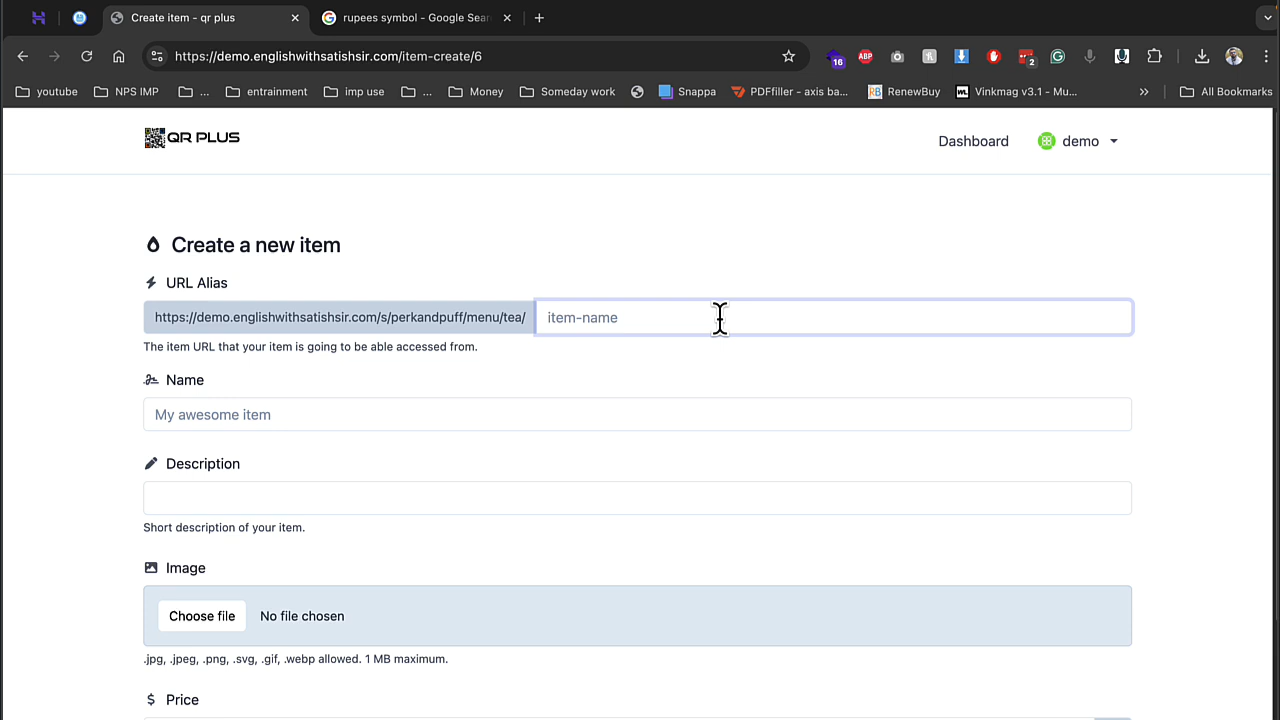 Create item - qr plus
rupees symbol - Google Sear
https://demo.englishwithsatishsir.com/item-create/6
16
ABP
2
youtube
NPS IMP
...
entrainment
imp use
...
Money
Someday work
Snappa
PDFfiller - axis ba...
RB RenewBuy
WL Vinkmag v3.1 - Mu...
»
All Bookmarks
QR PLUS
Dashboard
demo
Create a new item
URL Alias
https://demo.englishwithsatishsir.com/s/perkandpuff/menu/tea/ item-name
The item URL that your item is going to be able accessed from.
Name
My awesome item
Description
Short description of your item.
Image
Choose file No file chosen
.jpg, .jpeg, .png, .svg, .gif, .webp allowed. 1 MB maximum.
$ Price